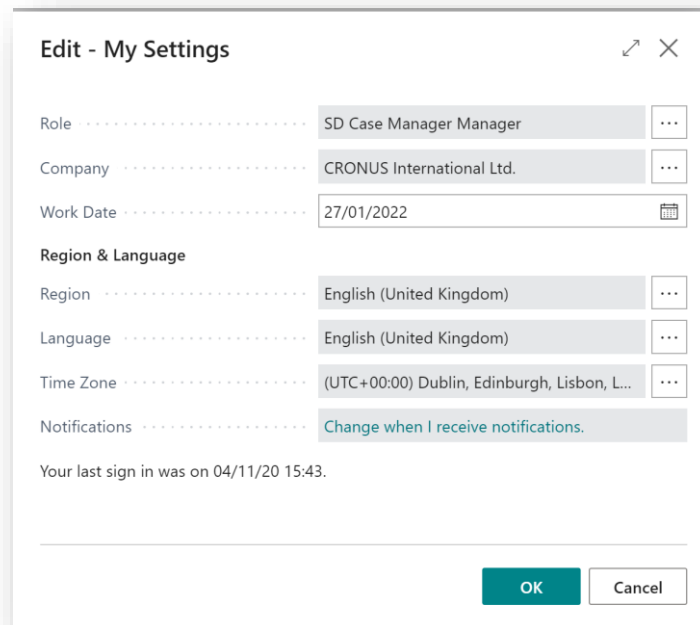 Edit - My Settings
Role SD Case Manager Manager ...
Company CRONUS International Ltd. ...
Work Date 27/01/2022
Region & Language
Region English (United Kingdom) ...
Language English (United Kingdom) ...
Time Zone (UTC+00:00) Dublin, Edinburgh, Lisbon, L... ...
Notifications Change when I receive notifications.
Your last sign in was on 04/11/20 15:43.
OK Cancel